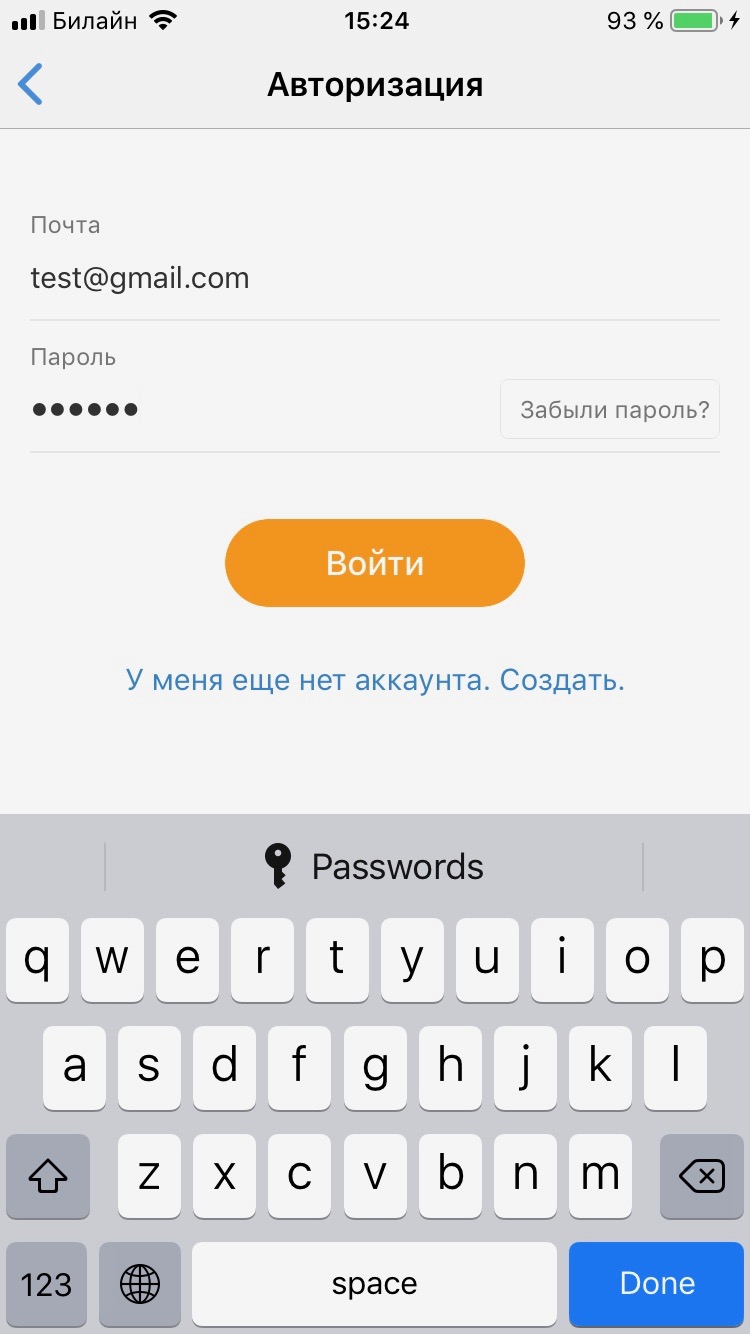 Билайн 15:24 93 %
Авторизация
Почта
test@gmail.com
Пароль
●●●●●● Забыли пароль?
Войти
У меня еще нет аккаунта. Создать.
Passwords
q w e r t y u i o p
a s d f g h j k l
z x c v b n m
123 space Done